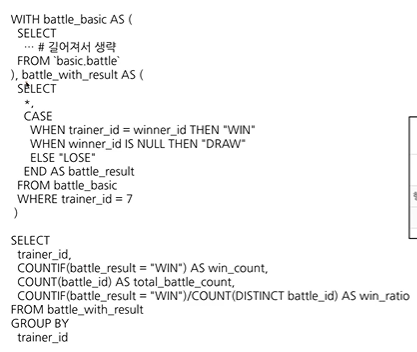 WITH battle_basic AS (
SELECT
… # 길어져서 생략
FROM `basic.battle`
), battle_with_result AS (
SELECT
*,
CASE
WHEN trainer_id = winner_id THEN "WIN"
WHEN winner_id IS NULL THEN "DRAW"
ELSE "LOSE"
END AS battle_result
FROM battle_basic
WHERE trainer_id = 7
)
SELECT
trainer_id,
COUNTIF(battle_result = "WIN") AS win_count,
COUNT(battle_id) AS total_battle_count,
COUNTIF(battle_result = "WIN")/COUNT(DISTINCT battle_id) AS win_ratio
FROM battle_with_result
GROUP BY
trainer_id